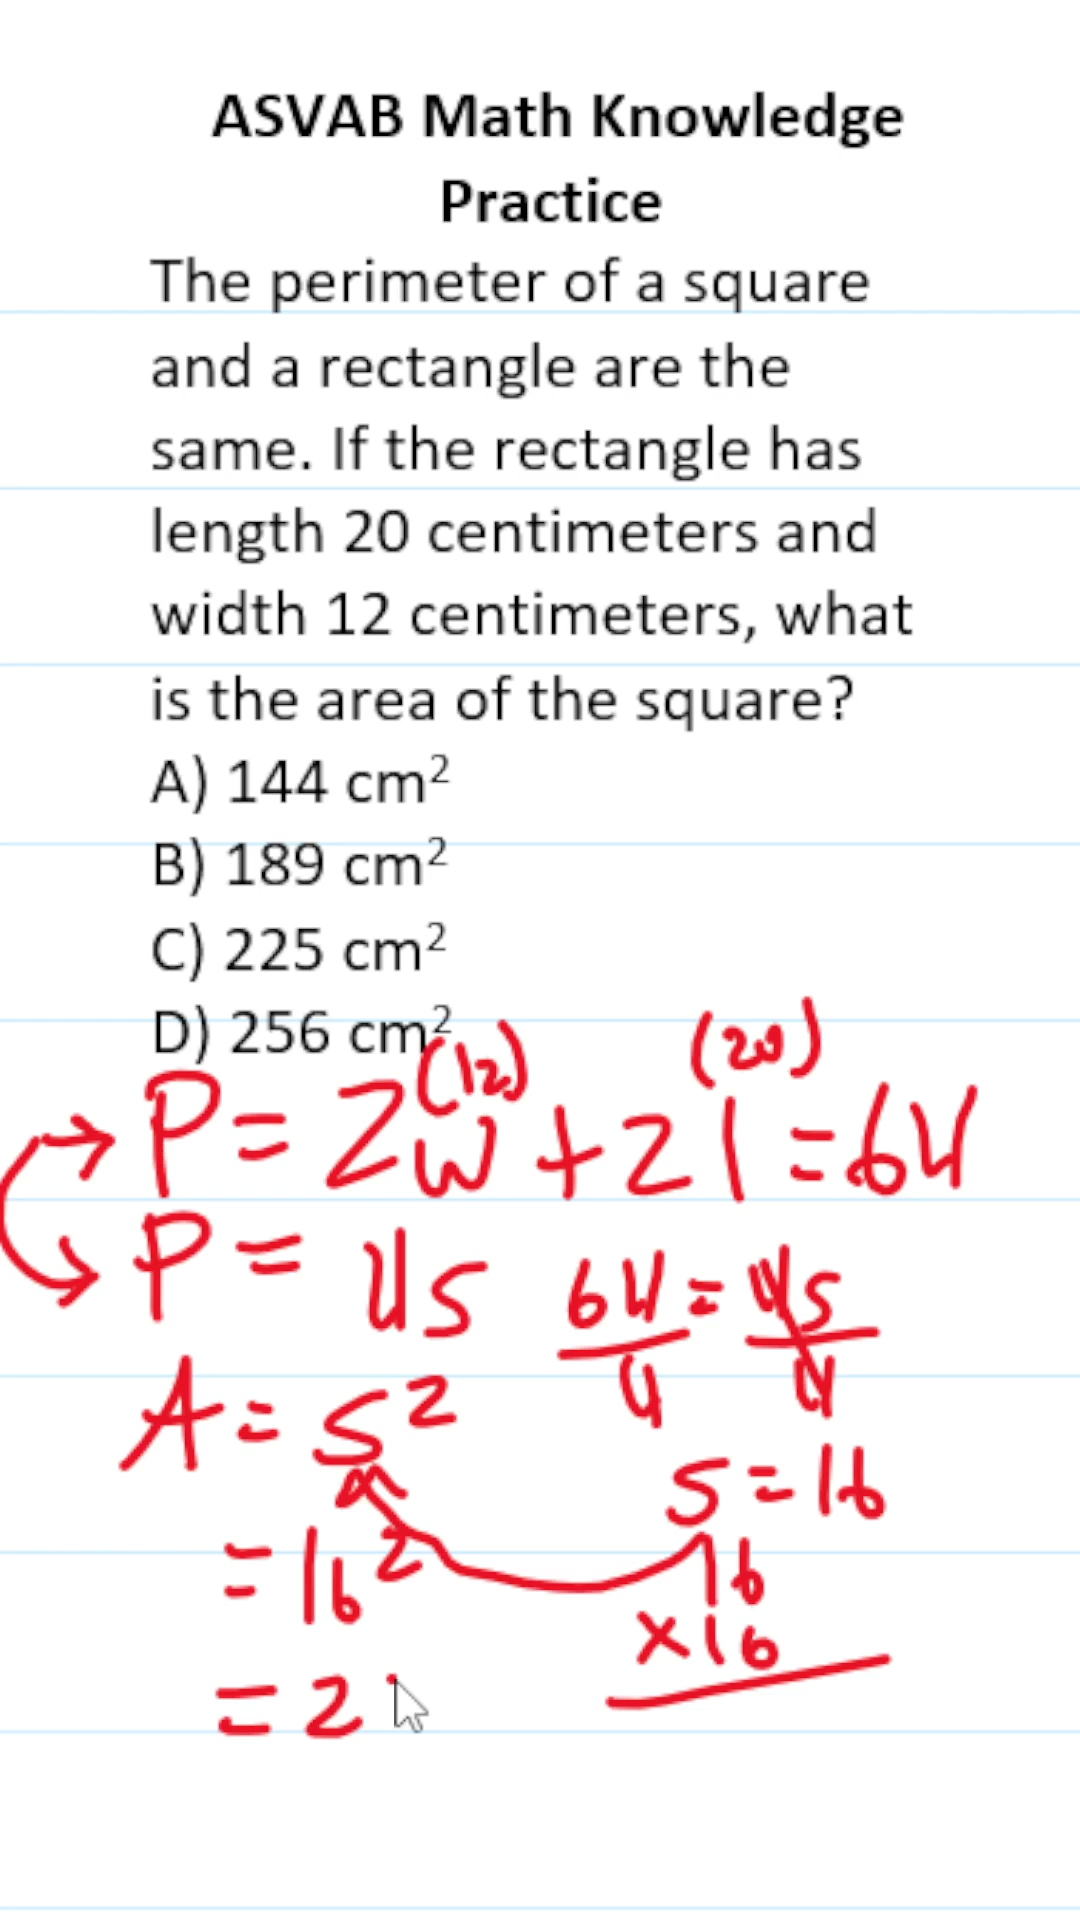 ASVAB Math Knowledge
Practice
The perimeter of a square
and a rectangle are the
same. If the rectangle has
length 20 centimeters and
width 12 centimeters, what
is the area of the square?
A) 144 cm²
B) 189 cm²
C) 225 cm²
D) 256 cm²
(12) (20)
P = 2w + 2l = 64
P = 4s 64/4 = 4s/4
A = s² s = 16
= 16² 16
×16
= 2